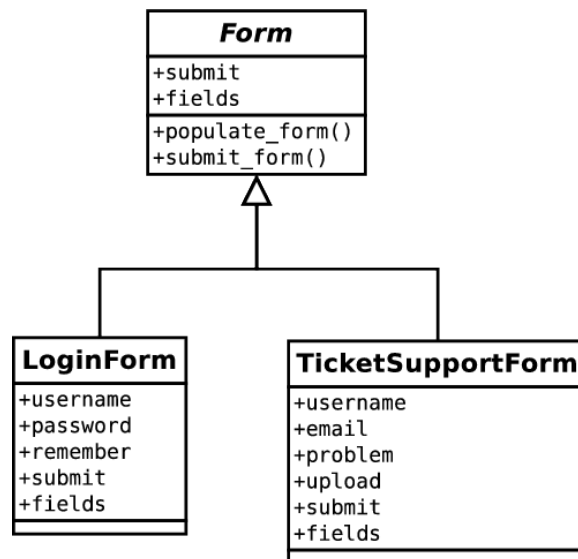 Form
+submit
+fields
+populate_form()
+submit_form()
LoginForm
+username
+password
+remember
+submit
+fields
TicketSupportForm
+username
+email
+problem
+upload
+submit
+fields